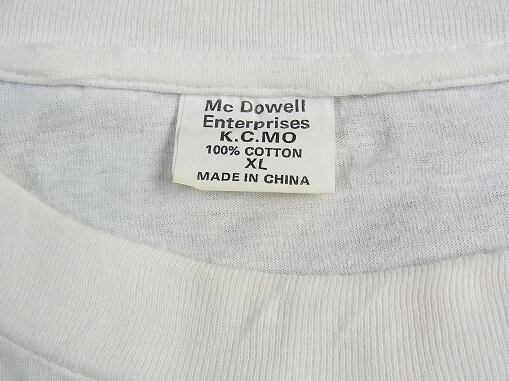 Mc Dowell
Enterprises
K.C.MO
100% COTTON
XL
MADE IN CHINA